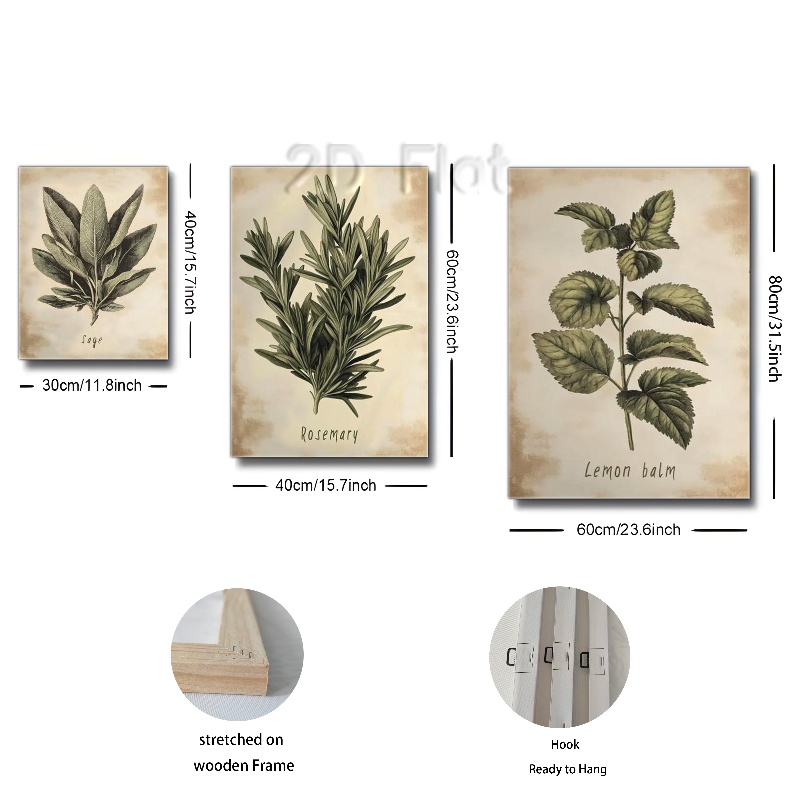 2D Flat
40cm/15.7inch
Sage
30cm/11.8inch
60cm/23.6inch
Rosemary
40cm/15.7inch
80cm/31.5inch
Lemon balm
60cm/23.6inch
stretched on
wooden Frame
Hook
Ready to Hang